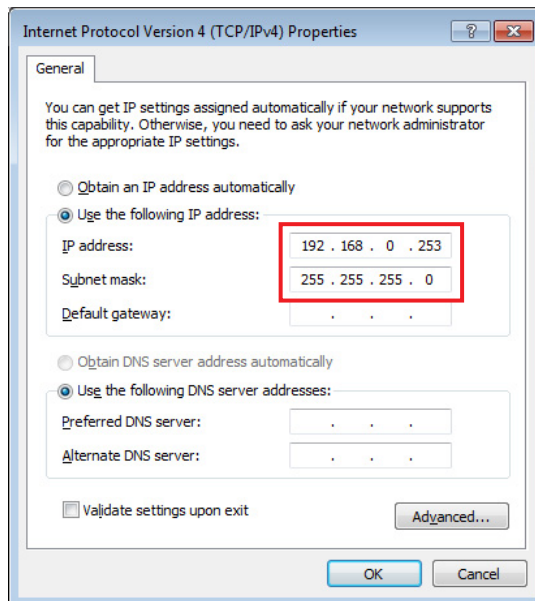 Internet Protocol Version 4 (TCP/IPv4) Properties
General
You can get IP settings assigned automatically if your network supports
this capability. Otherwise, you need to ask your network administrator
for the appropriate IP settings.
Obtain an IP address automatically
Use the following IP address:
IP address: 192 . 168 . 0 . 253
Subnet mask: 255 . 255 . 255 . 0
Default gateway: . . .
Obtain DNS server address automatically
Use the following DNS server addresses:
Preferred DNS server: . . .
Alternate DNS server: . . .
Validate settings upon exit
Advanced...
OK Cancel